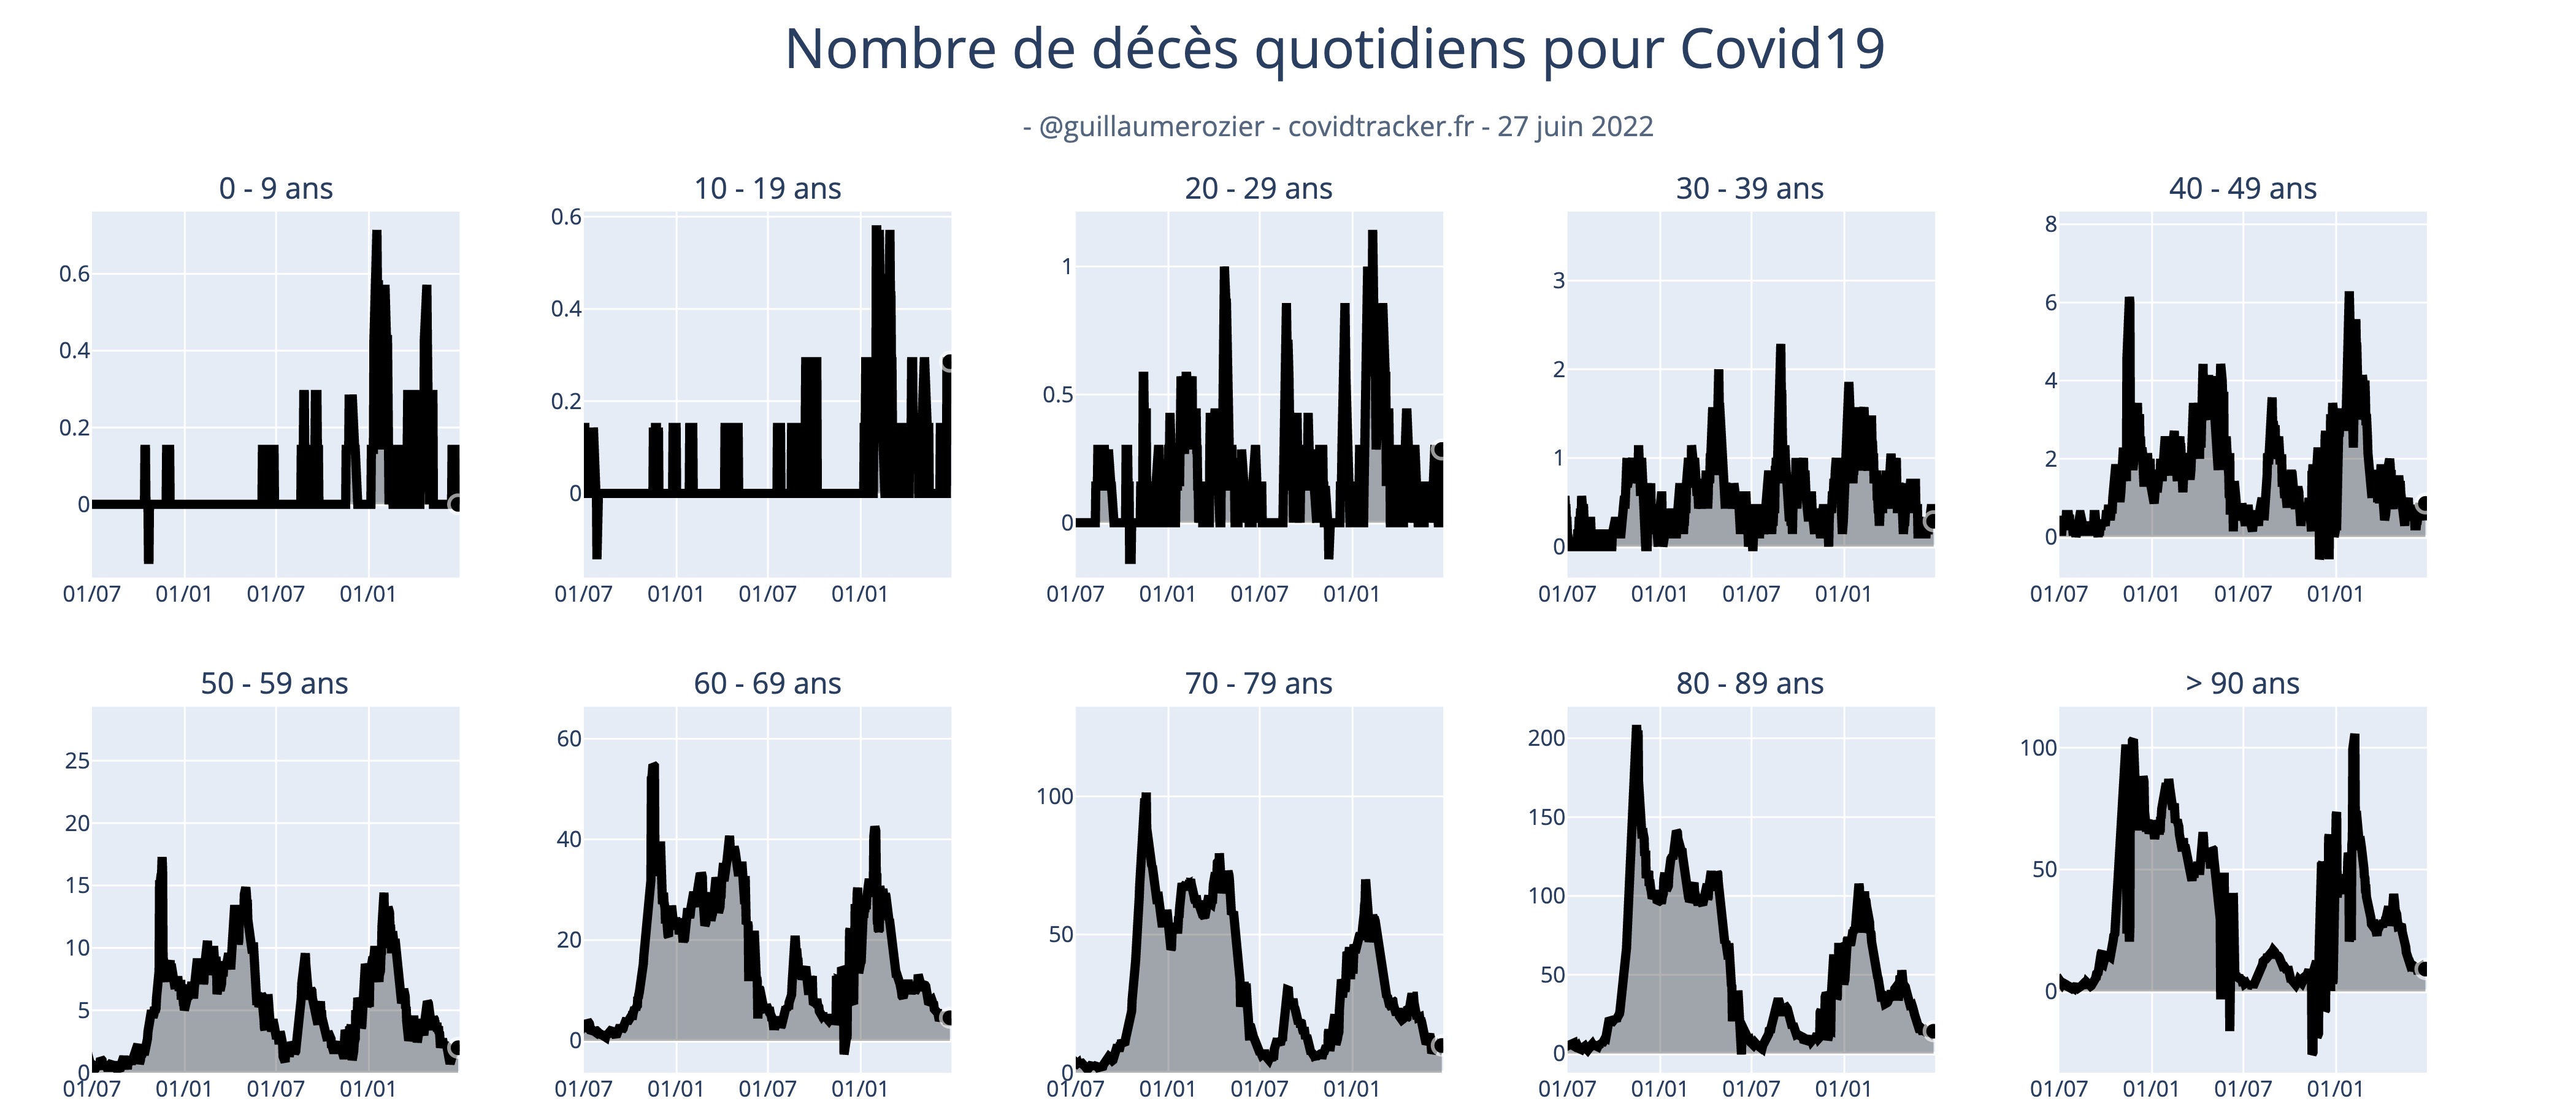 Nombre de décès quotidiens pour Covid19
- @guillaumerozier - covidtracker.fr - 27 juin 2022
0 - 9 ans
0.6
0.4
0.2
0
01/07 01/01 01/07 01/01
10 - 19 ans
0.6
0.4
0.2
0
01/07 01/01 01/07 01/01
20 - 29 ans
1
0.5
0
01/07 01/01 01/07 01/01
30 - 39 ans
3
2
1
0
01/07 01/01 01/07 01/01
40 - 49 ans
8
6
4
2
0
01/07 01/01 01/07 01/01
50 - 59 ans
25
20
15
10
5
0
01/07 01/01 01/07 01/01
60 - 69 ans
60
40
20
0
01/07 01/01 01/07 01/01
70 - 79 ans
100
50
0
01/07 01/01 01/07 01/01
80 - 89 ans
200
150
100
50
0
01/07 01/01 01/07 01/01
> 90 ans
100
50
0
01/07 01/01 01/07 01/01